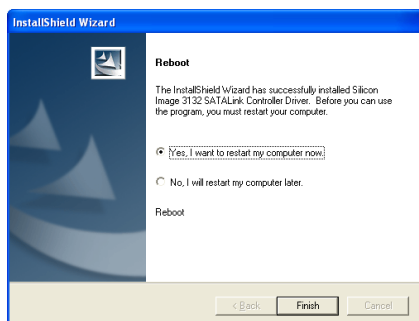 InstallShield Wizard
Reboot
The InstallShield Wizard has successfully installed Silicon
Image 3132 SATALink Controller Driver. Before you can use
the program, you must restart your computer.
Yes, I want to restart my computer now.
No, I will restart my computer later.
Reboot
< Back
Finish
Cancel